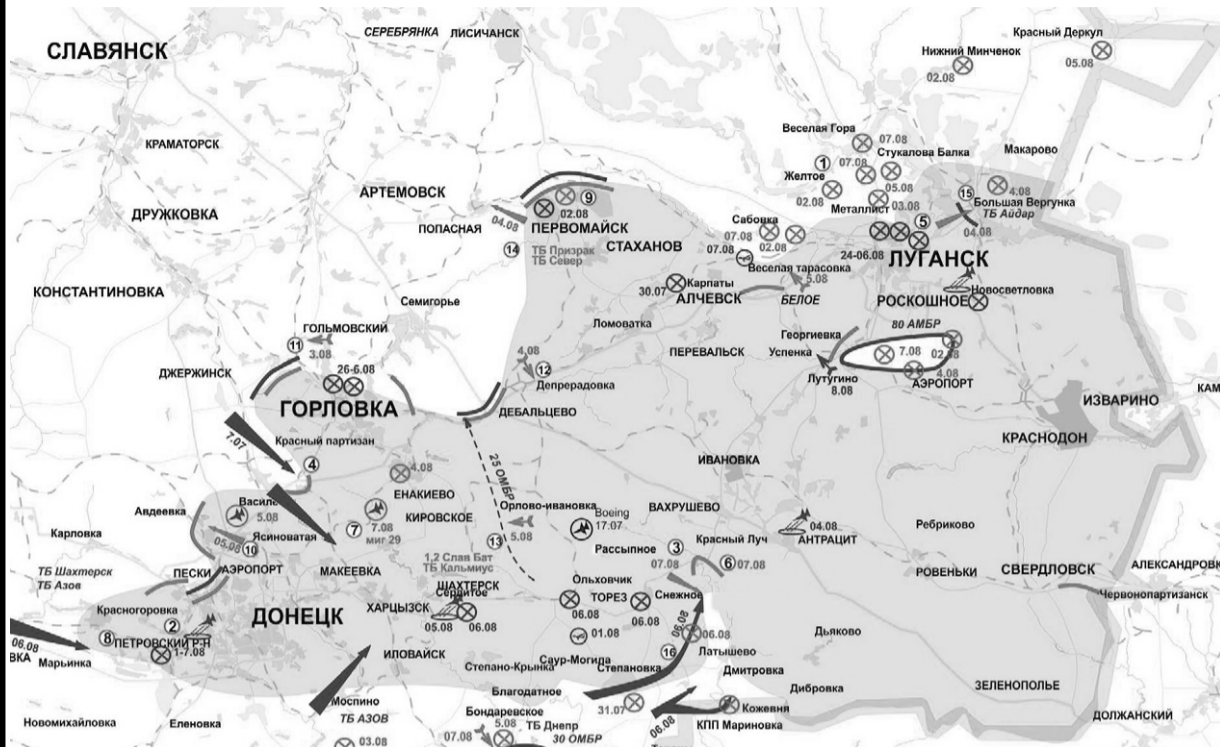 СЛАВЯНСК
СЕРЕБРЯНКА
ЛИСИЧАНСК
Нижний Минченок
02.08
Красный Деркул
05.08
КРАМАТОРСК
Веселая Гора
07.08
Стукалова Балка
1
07.08
Желтое
02.08
05.08
Металлист
03.08
Макарово
15
4.08
Большая Вергунка
ТБ Айдар
04.08
АРТЕМОВСК
9
02.08
04.08
ПЕРВОМАЙСК
ДРУЖКОВКА
ПОПАСНАЯ
14
ТБ Призрак
ТБ Север
СТАХАНОВ
Сабовка
07.08
02.08
07.08
Веселая тарасовка
5.08
БЕЛОЕ
5
24-06.08
ЛУГАНСК
Новосветловка
РОСКОШНОЕ
КОНСТАНТИНОВКА
Семигорье
30.07
Карпаты
АЛЧЕВСК
Ломоватка
ПЕРЕВАЛЬСК
Георгиевка
Успенка
80 АМБР
7.08
02.08
4.08
АЭРОПОРТ
Лутугино
8.08
ГОЛЬМОВСКИЙ
11
3.08
ДЖЕРЖИНСК
26-6.08
ГОРЛОВКА
4.08
12
Депрерадовка
ДЕБАЛЬЦЕВО
ИЗВАРИНО
КАМ
КРАСНОДОН
7.07
Красный партизан
4
4.08
ЕНАКИЕВО
25 ОМБР
ИВАНОВКА
Авдеевка
Василе
5.08
05.08
Ясиноватая
10
7
7.08
миг 29
КИРОВСКОЕ
Орлово-ивановка
5.08
13
Boeing
17.07
ВАХРУШЕВО
04.08
АНТРАЦИТ
Ребриково
Карловка
Рассыпное
3
07.08
Красный Луч
6
07.08
ТБ Шахтерск
ТБ Азов
ПЕСКИ
АЭРОПОРТ
МАКЕЕВКА
1,2 Слав Бат
ТБ Кальмиус
ШАХТЕРСК
Сердитое
05.08
06.08
Ольховчик
ТОРЕЗ
06.08
06.08
Снежное
РОВЕНЬКИ
СВЕРДЛОВСК
АЛЕКСАНДРОВК
Червонопартизанск
Красногоровка
2
ДОНЕЦК
ХАРЦЫЗСК
06.08
8
ПЕТРОВСКИЙ Р-Н
1-7.08
ВКА
Марьинка
ИЛОВАЙСК
01.08
Саур-Могила
Степано-Крынка
Степановка
16
06.08
06.08
Латышево
Дьяково
Дмитровка
Дибровка
ЗЕЛЕНОПОЛЬЕ
Благодатное
31.07
06.08
Кожевня
КПП Мариновка
Моспино
ТБ АЗОВ
03.08
Новомихайловка
Еленовка
Бондаревское
5.08
07.08
ТБ Днепр
30 ОМБР
ДОЛЖАНСКИЙ